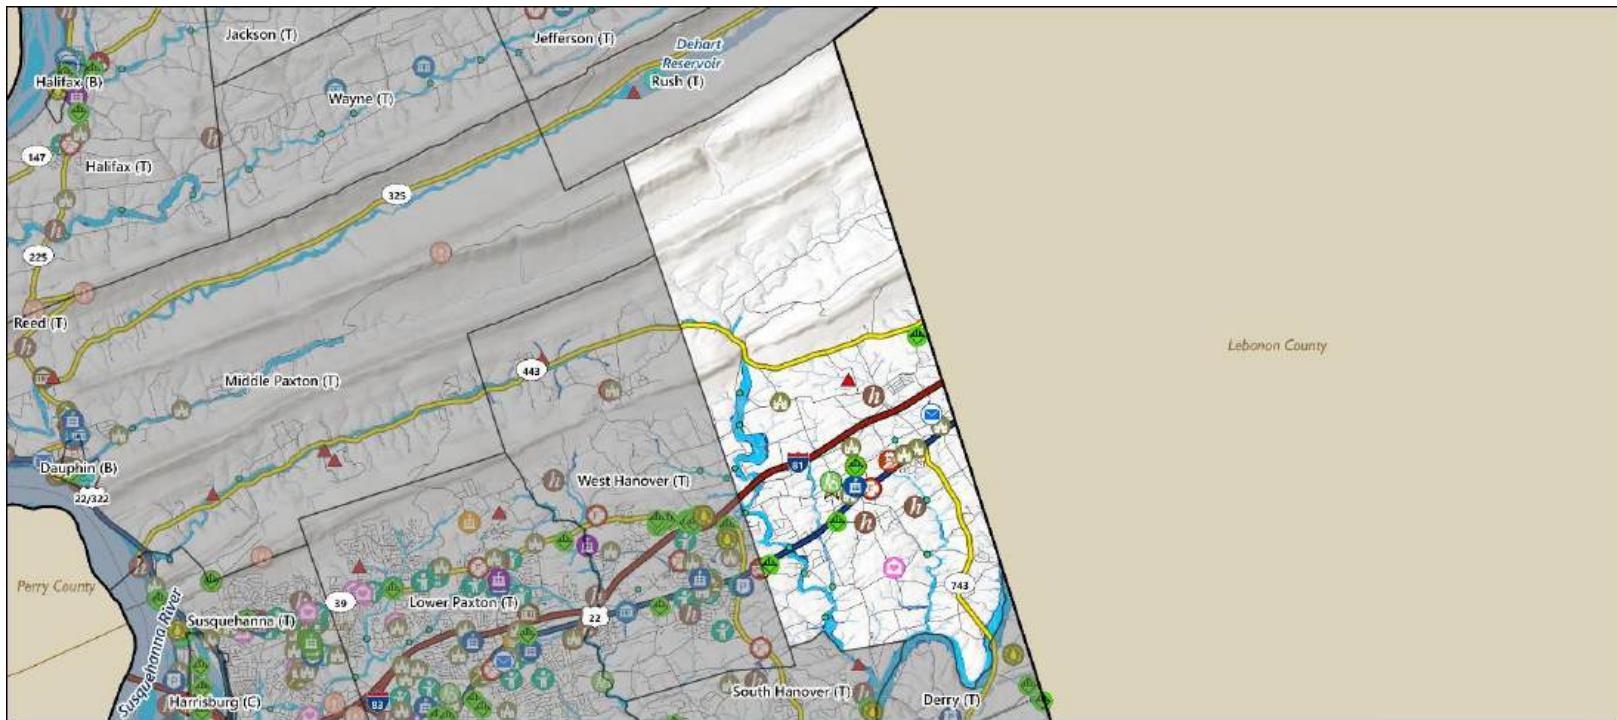 Jackson (T)
Jefferson (T)
Dehart
Reservoir
Halifax (B)
Rush (T)
Wayne (T)
147
Halifax (T)
325
225
Reed (T)
Lebonon County
443
Middle Paxton (T)
Dauphin (B)
81
West Hanover (T)
22/322
Perry County
743
39
Lower Paxton (T)
22
Susquehanna (T)
Susquehanna River
South Hanover (T)
Derry (T)
Harrisburg (C)
83